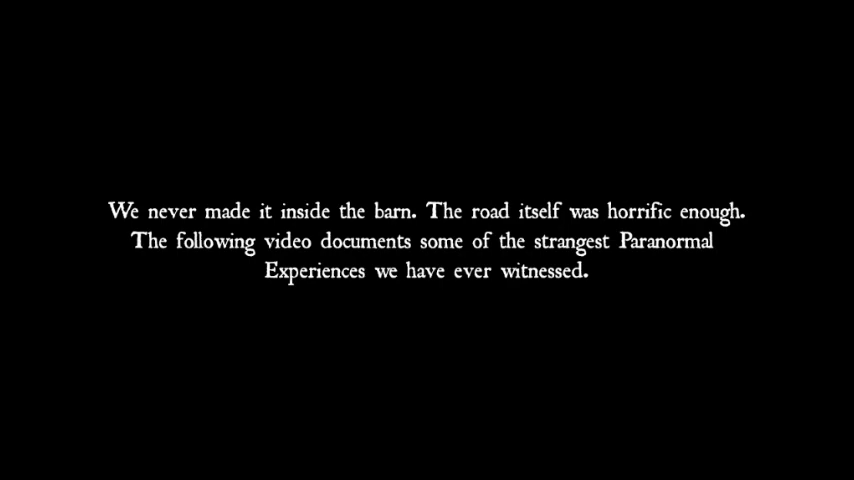 We never made it inside the barn. The road itself was horrific enough.
The following video documents some of the strangest Paranormal
Experiences we have ever witnessed.